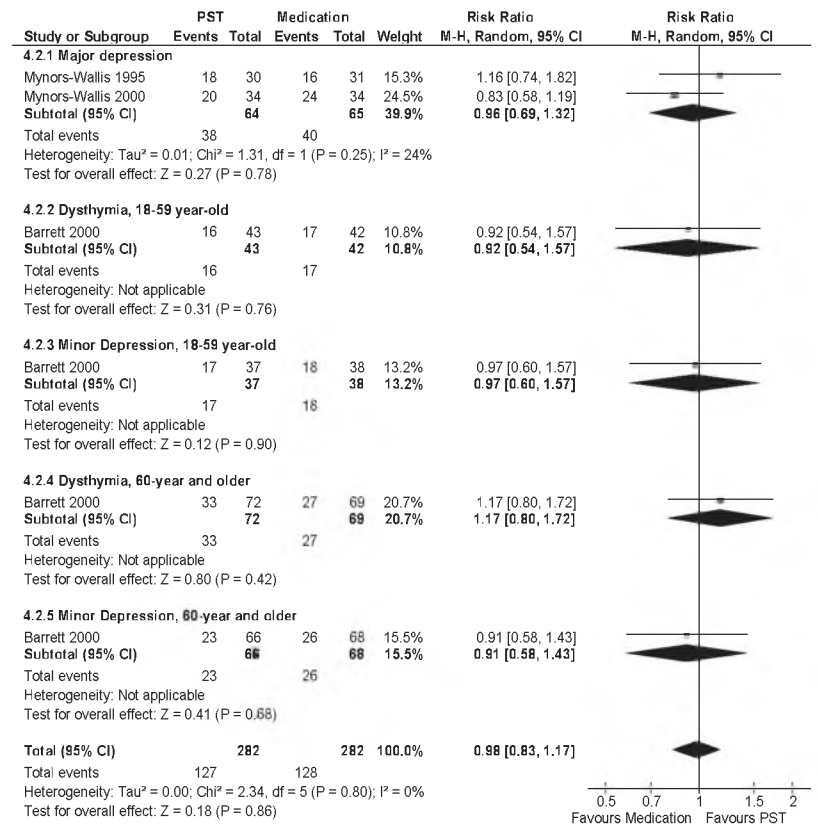 PST Medication Risk Ratio Risk Ratio
Study or Subgroup Events Total Events Total Weight M-H, Random, 95% CI M-H, Random, 95% CI
4.2.1 Major depression
Mynors-Wallis 1995 18 30 16 31 15.3% 1.16 [0.74, 1.82]
Mynors-Wallis 2000 20 34 24 34 24.5% 0.83 [0.58, 1.19]
Subtotal (95% CI) 64 65 39.9% 0.96 [0.69, 1.32]
Total events 38 40
Heterogeneity: Tau² = 0.01; Chi² = 1.31, df = 1 (P = 0.25); I² = 24%
Test for overall effect: Z = 0.27 (P = 0.78)
4.2.2 Dysthymia, 18-59 year-old
Barrett 2000 16 43 17 42 10.8% 0.92 [0.54, 1.57]
Subtotal (95% CI) 43 42 10.8% 0.92 [0.54, 1.57]
Total events 16 17
Heterogeneity: Not applicable
Test for overall effect: Z = 0.31 (P = 0.76)
4.2.3 Minor Depression, 18-59 year-old
Barrett 2000 17 37 18 38 13.2% 0.97 [0.60, 1.57]
Subtotal (95% CI) 37 38 13.2% 0.97 [0.60, 1.57]
Total events 17 18
Heterogeneity: Not applicable
Test for overall effect: Z = 0.12 (P = 0.90)
4.2.4 Dysthymia, 60-year and older
Barrett 2000 33 72 27 69 20.7% 1.17 [0.80, 1.72]
Subtotal (95% CI) 72 69 20.7% 1.17 [0.80, 1.72]
Total events 33 27
Heterogeneity: Not applicable
Test for overall effect: Z = 0.80 (P = 0.42)
4.2.5 Minor Depression, 60-year and older
Barrett 2000 23 66 26 68 15.5% 0.91 [0.58, 1.43]
Subtotal (95% CI) 66 68 15.5% 0.91 [0.58, 1.43]
Total events 23 26
Heterogeneity: Not applicable
Test for overall effect: Z = 0.41 (P = 0.68)
Total (95% CI) 282 282 100.0% 0.98 [0.83, 1.17]
Total events 127 128
Heterogeneity: Tau² = 0.00; Chi² = 2.34, df = 5 (P = 0.80); I² = 0%
Test for overall effect: Z = 0.18 (P = 0.86)
0.5 0.7 1 1.5 2
Favours Medication Favours PST